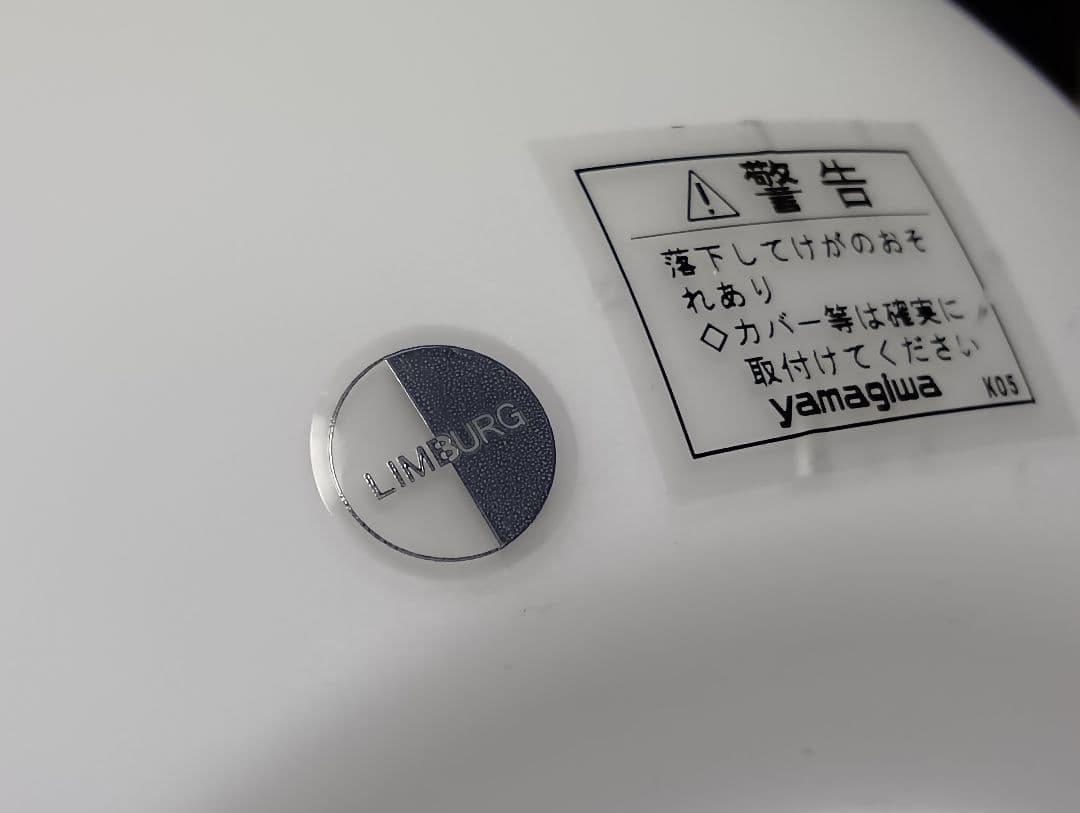 LIMBURG
警告
落下してけがのおそ
れあり
◇カバー等は確実に
取付けてください
yamagiwa K05